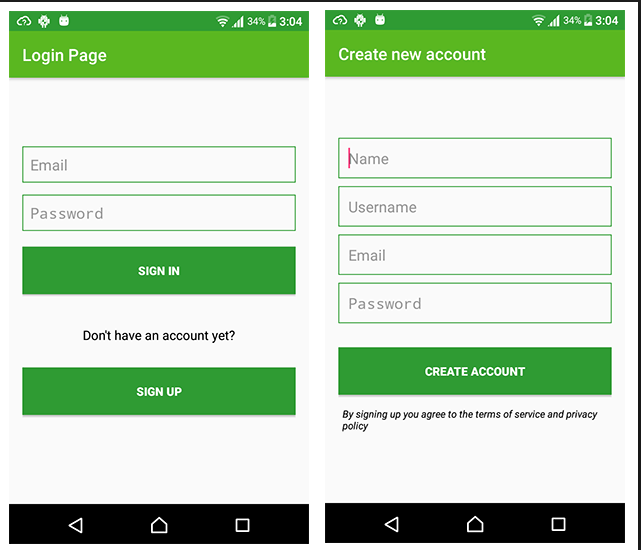 34% 3:04
Login Page
Email
Password
SIGN IN
Don't have an account yet?
SIGN UP
34% 3:04
Create new account
Name
Username
Email
Password
CREATE ACCOUNT
By signing up you agree to the terms of service and privacy
policy